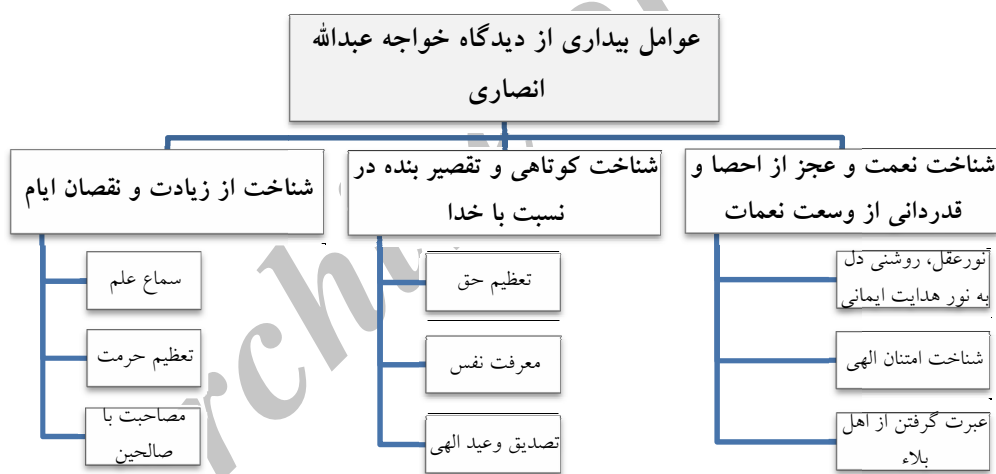 عوامل بیداری از دیدگاه خواجه عبدالله
انصاری
شناخت نعمت و عجز از احصا و
قدردانی از وسعت نعمات
نورعقل، روشنی دل
به نور هدایت ایمانی
شناخت امتنان الهی
عبرت گرفتن از اهل
بلاء
شناخت کوتاهی و تقصیر بنده در
نسبت با خدا
تعظیم حق
معرفت نفس
تصدیق وعید الهی
شناخت از زیادت و نقصان ایام
سماع علم
تعظیم حرمت
مصاحبت با
صالحین